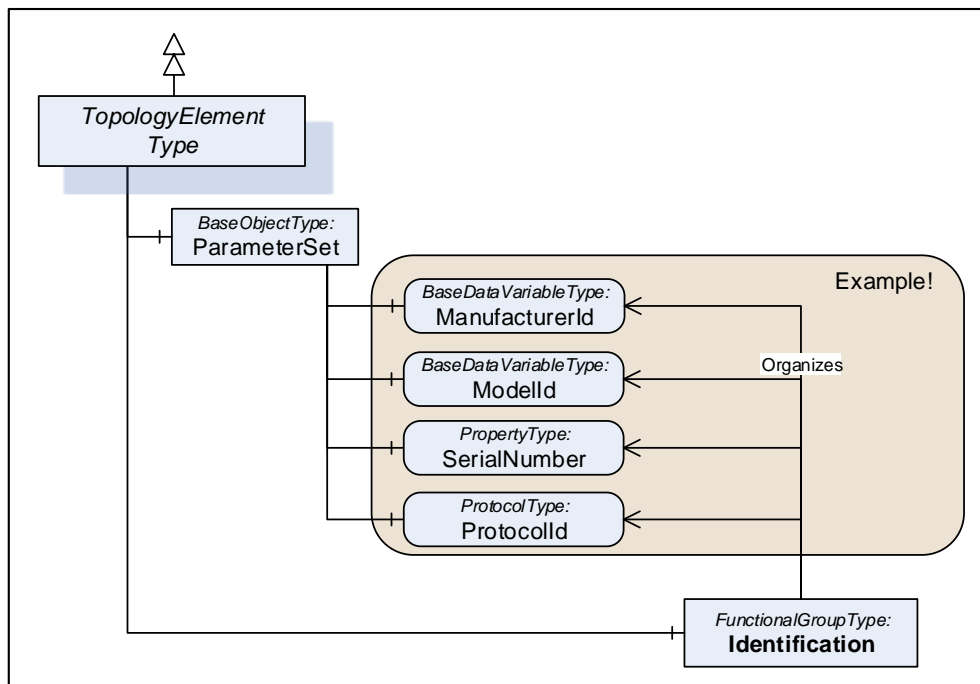 TopologyElement
Type
BaseObjectType:
ParameterSet
Example!
BaseDataVariableType:
ManufacturerId
BaseDataVariableType:
ModelId
Organizes
PropertyType:
SerialNumber
ProtocolType:
ProtocolId
FunctionalGroupType:
Identification